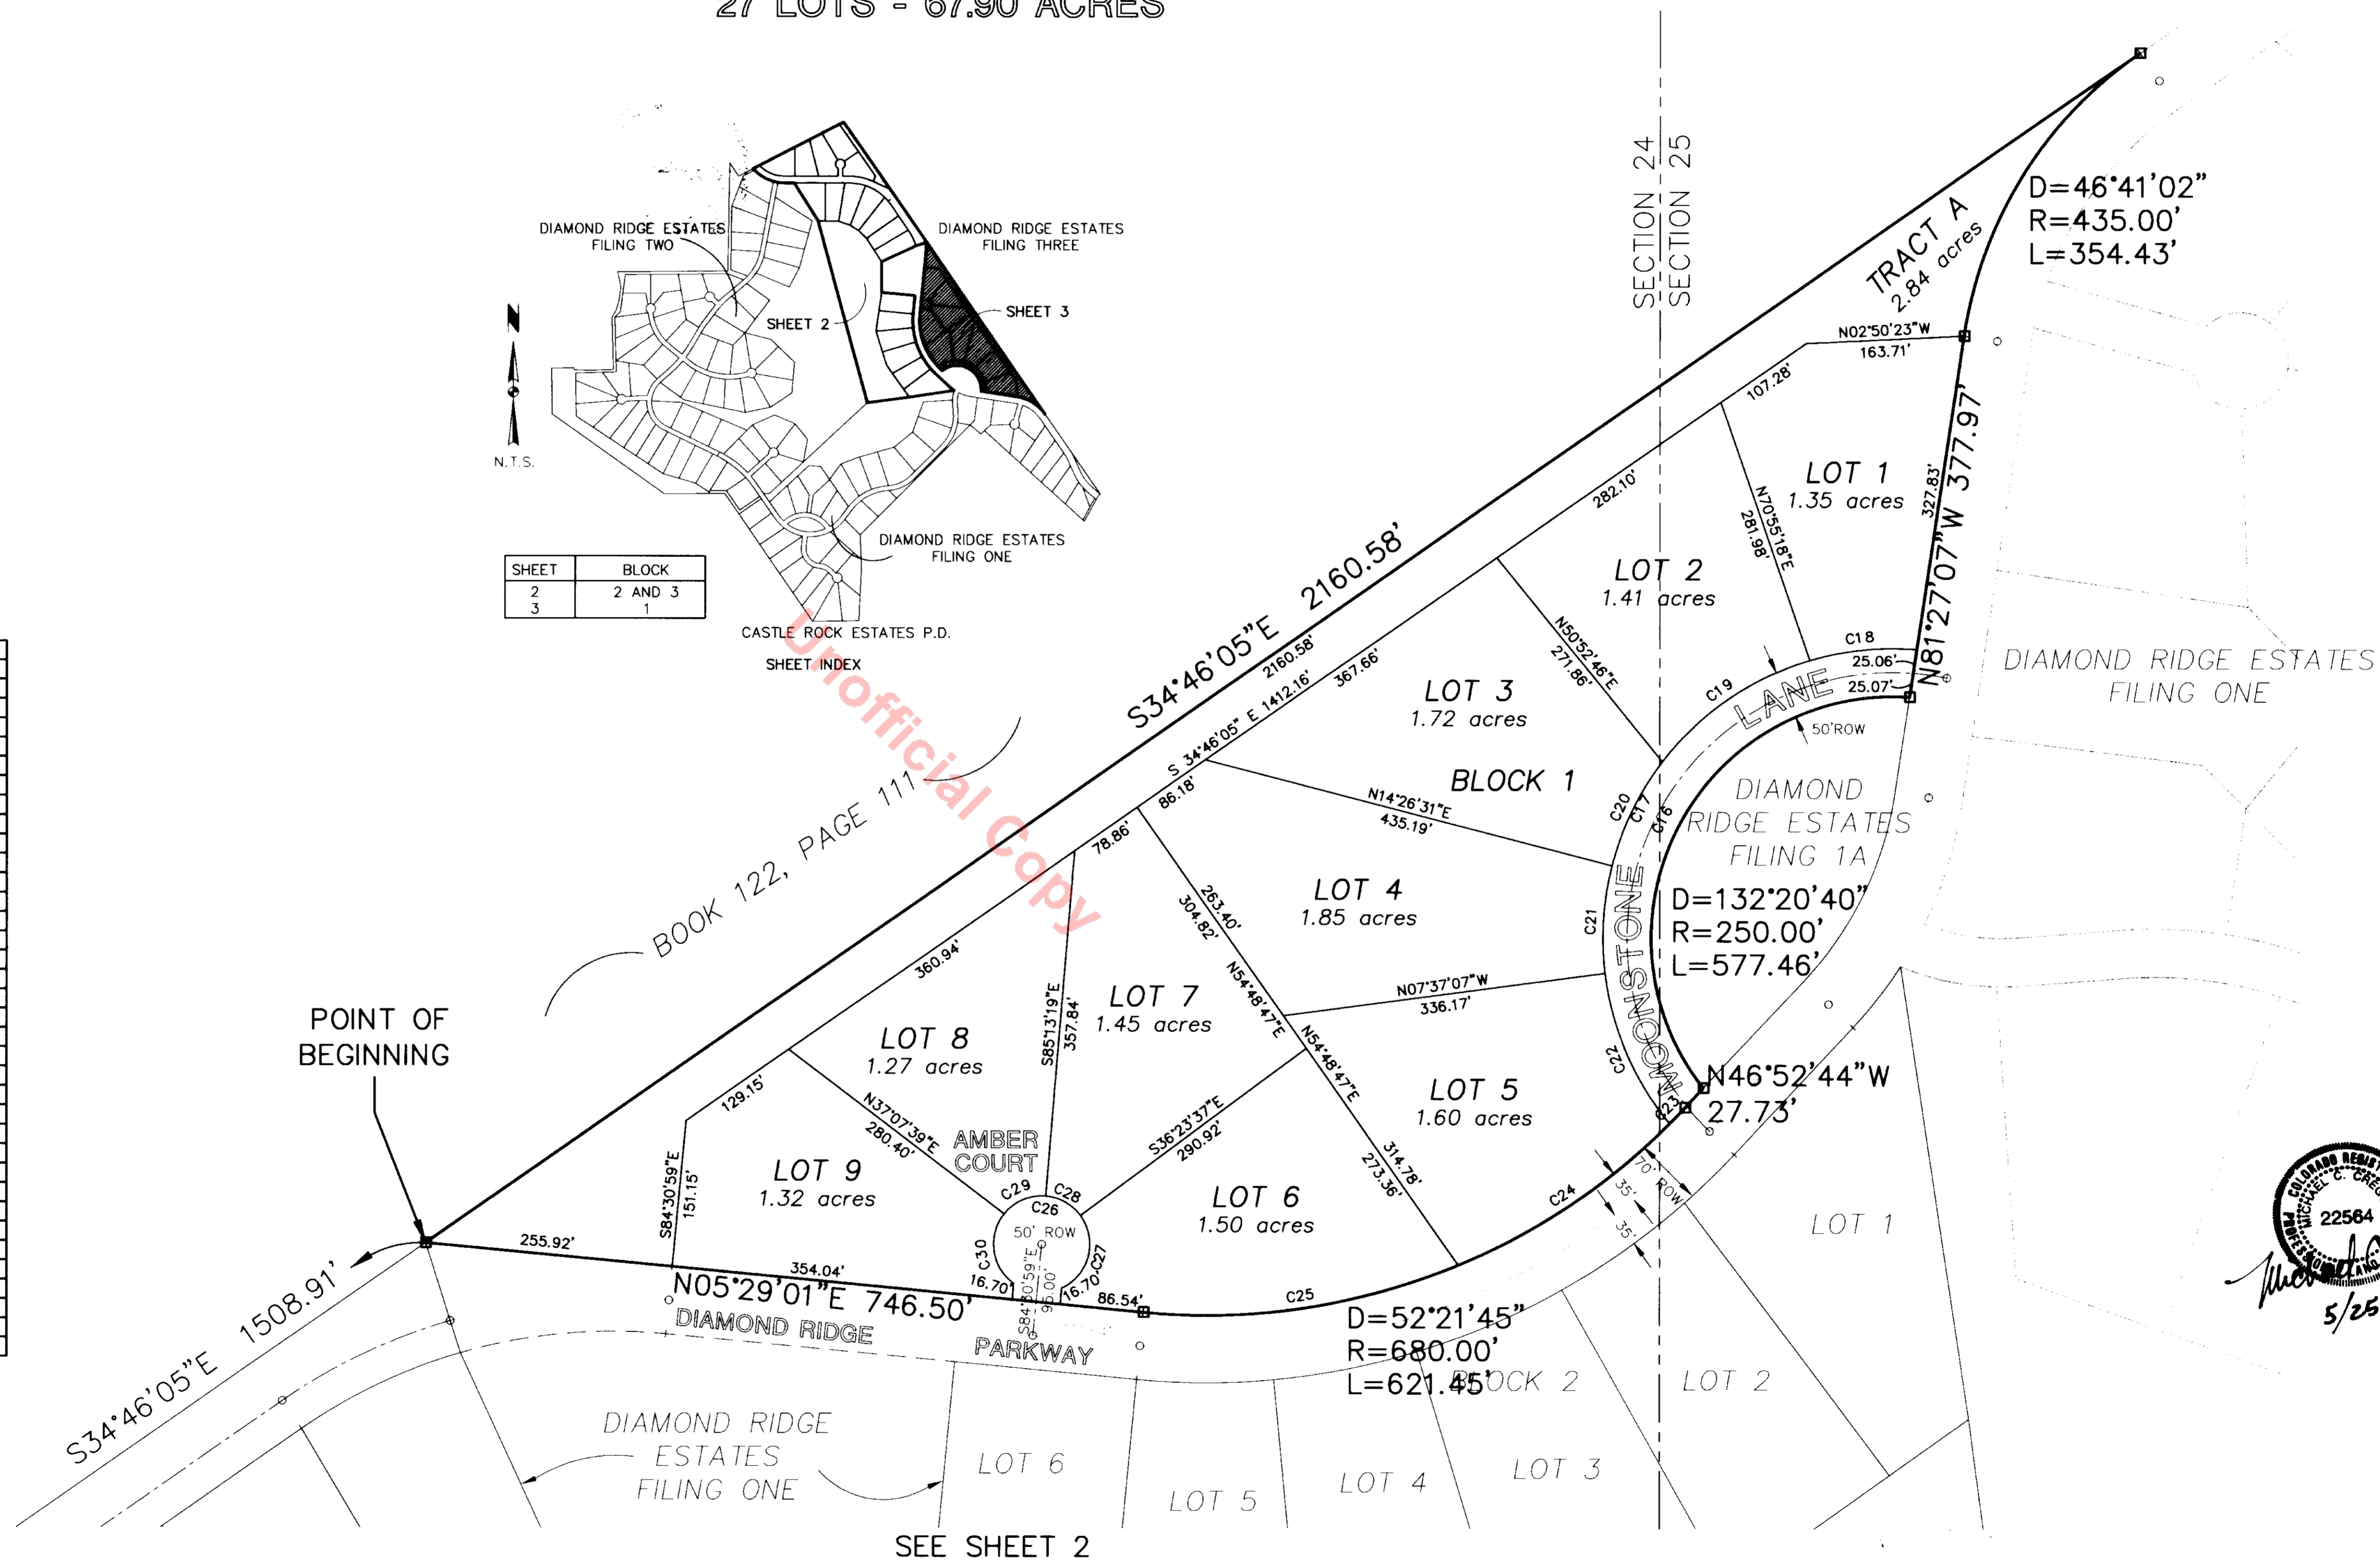 27 LOTS - 67.90 ACRES
SECTION 24
SECTION 25
D=46°41'02"
R=435.00'
L=354.43'
TRACT A
2.84 acres
N02°50'23"W
163.71'
DIAMOND RIDGE ESTATES
FILING TWO
DIAMOND RIDGE ESTATES
FILING THREE
SHEET 2
SHEET 3
N
N.T.S.
DIAMOND RIDGE ESTATES
FILING ONE
SHEET BLOCK
2 2 AND 3
3 1
CASTLE ROCK ESTATES P.D.
SHEET INDEX
Unofficial Copy
107.28'
LOT 1
1.35 acres
327.83'
N81°27'07"W 377.97'
N70°55'18"E
281.98'
282.10'
LOT 2
1.41 acres
N50°52'46"E
271.86'
C18
25.06'
25.07'
C19
LANE
50'ROW
DIAMOND RIDGE ESTATES
FILING ONE
S34°46'05"E 2160.58'
2160.58'
367.66'
S 34°46'05" E 1412.16'
LOT 3
1.72 acres
BLOCK 1
86.18'
N14°26'31"E
435.19'
C20
C17
C16
DIAMOND
RIDGE ESTATES
FILING 1A
BOOK 122, PAGE 111
78.86'
LOT 4
1.85 acres
263.40'
304.82'
N54°48'47"E
C21
MOONSTONE
D=132°20'40"
R=250.00'
L=577.46'
360.94'
LOT 7
1.45 acres
S85°13'19"E
357.84'
N07°37'07"W
336.17'
POINT OF
BEGINNING
LOT 8
1.27 acres
N54°48'47"E
C22
LOT 5
1.60 acres
N46°52'44"W
27.73'
C23
129.15'
N37°07'39"E
280.40'
AMBER
COURT
S36°23'37"E
290.92'
314.78'
273.36'
S84°30'59"E
151.15'
LOT 9
1.32 acres
C29
C28
C26
50' ROW
LOT 6
1.50 acres
C24
70' ROW
35'
35'
LOT 1
255.92'
354.04'
C30
C27
16.70'
16.70'
S84°30'59"E
95.00'
86.54'
C25
N05°29'01"E 746.50'
DIAMOND RIDGE
PARKWAY
D=52°21'45"
R=680.00'
L=621.45'
BLOCK 2
LOT 2
S34°46'05"E 1508.91'
DIAMOND RIDGE
ESTATES
FILING ONE
LOT 6
LOT 5
LOT 4
LOT 3
SEE SHEET 2
COLORADO REGIST
MICHAEL C.
22564
5/25